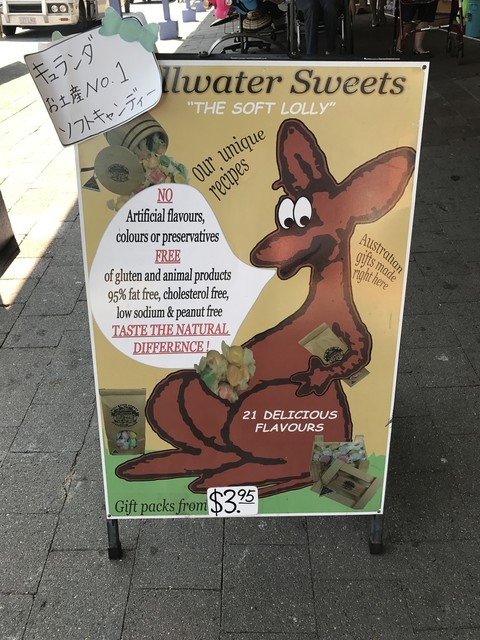 キュランダ
お土産NO.1
ソフトキャンディー
llwater Sweets
"THE SOFT LOLLY"
our unique
recipes
NO
Artificial flavours,
colours or preservatives
FREE
of gluten and animal products
95% fat free, cholesterol free,
low sodium & peanut free
TASTE THE NATURAL
DIFFERENCE !
Australian
gifts made
right here
21 DELICIOUS
FLAVOURS
Gift packs from $3.95